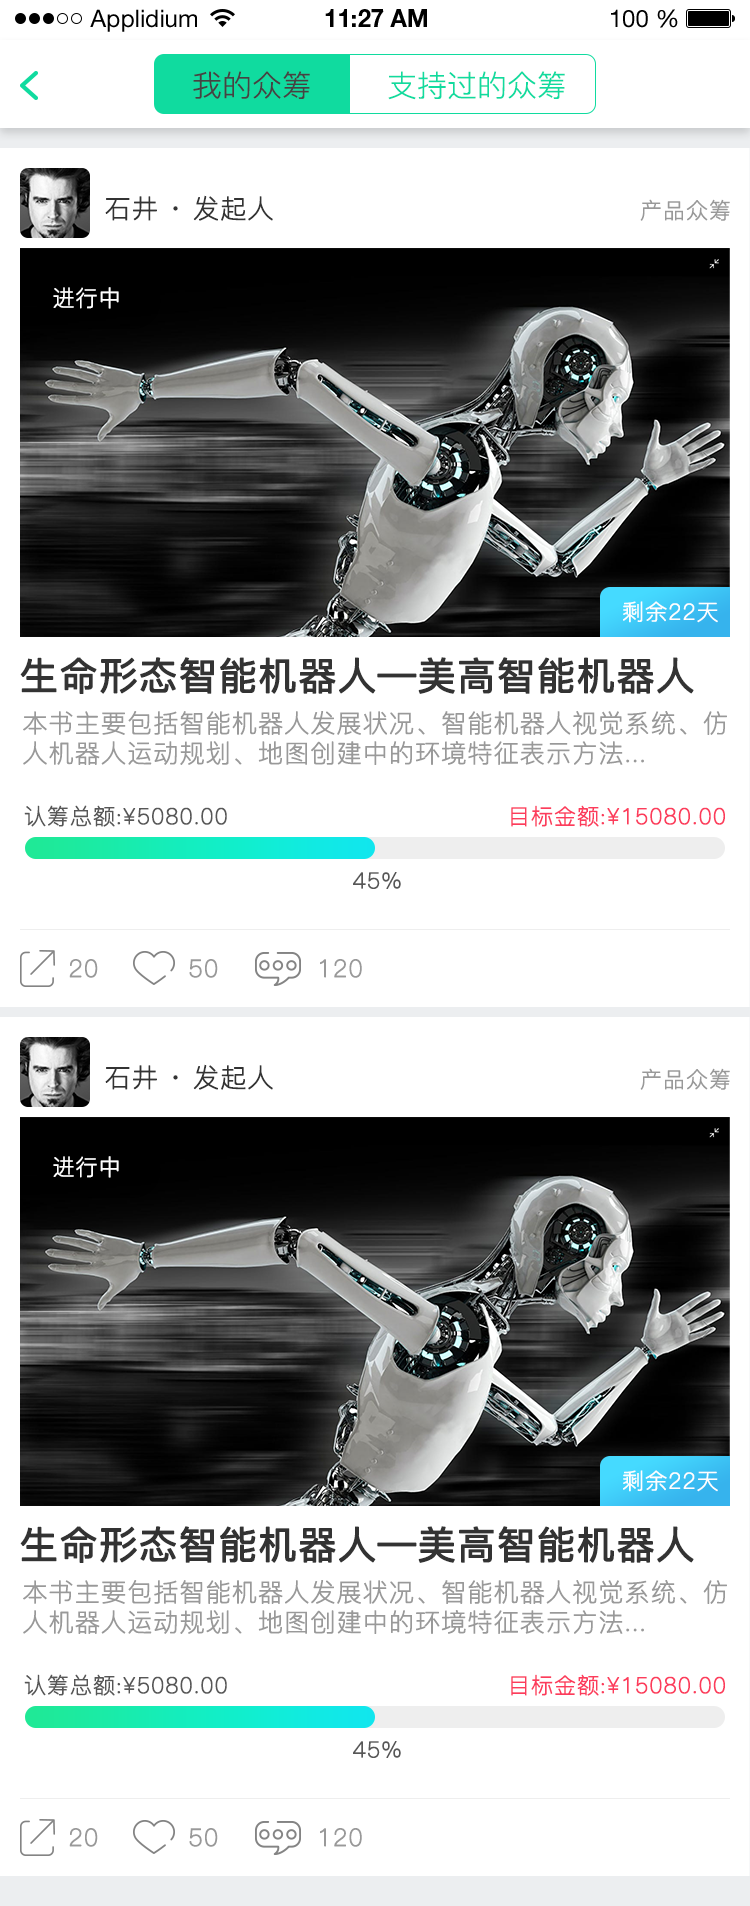 Applidium 11:27 AM 100 %
我的众筹 支持过的众筹
石井 · 发起人 产品众筹
进行中
剩余22天
生命形态智能机器人—美高智能机器人
本书主要包括智能机器人发展状况、智能机器人视觉系统、仿
人机器人运动规划、地图创建中的环境特征表示方法...
认筹总额:¥5080.00 目标金额:¥15080.00
45%
20 50 120
石井 · 发起人 产品众筹
进行中
剩余22天
生命形态智能机器人—美高智能机器人
本书主要包括智能机器人发展状况、智能机器人视觉系统、仿
人机器人运动规划、地图创建中的环境特征表示方法...
认筹总额:¥5080.00 目标金额:¥15080.00
45%
20 50 120